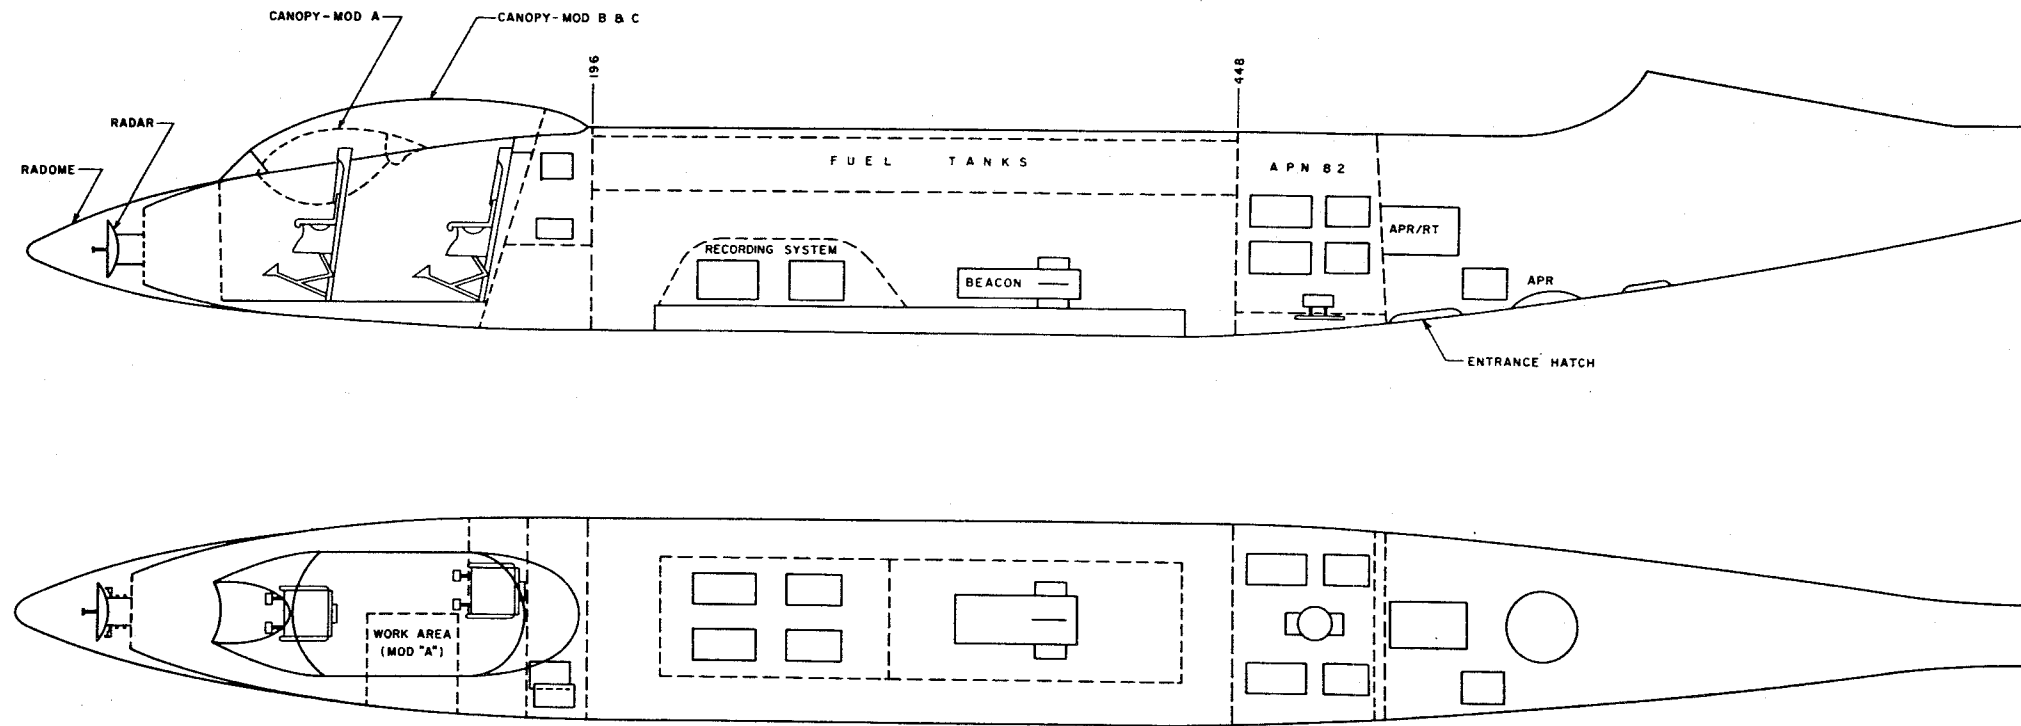 CANOPY-MOD A
CANOPY-MOD B & C
196
448
RADAR
RADOME
FUEL TANKS
APN 82
APR/RT
RECORDING SYSTEM
BEACON
APR
ENTRANCE HATCH
WORK AREA
(MOD "A")